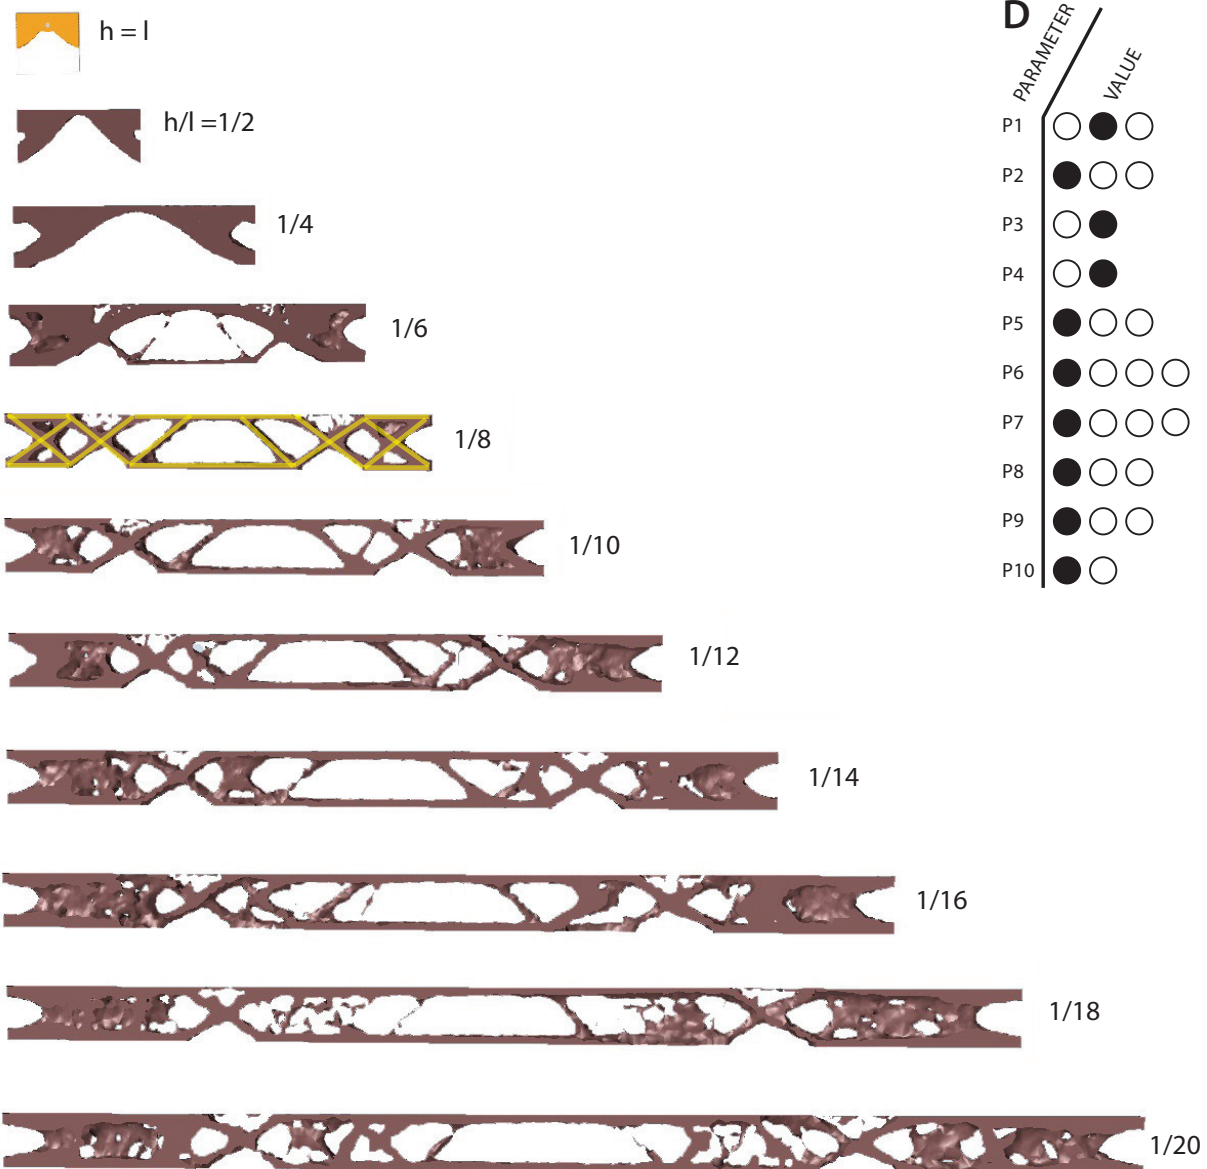 h = l
h/l =1/2
1/4
1/6
1/8
1/10
1/12
1/14
1/16
1/18
1/20
D
PARAMETER
VALUE
P1
P2
P3
P4
P5
P6
P7
P8
P9
P10